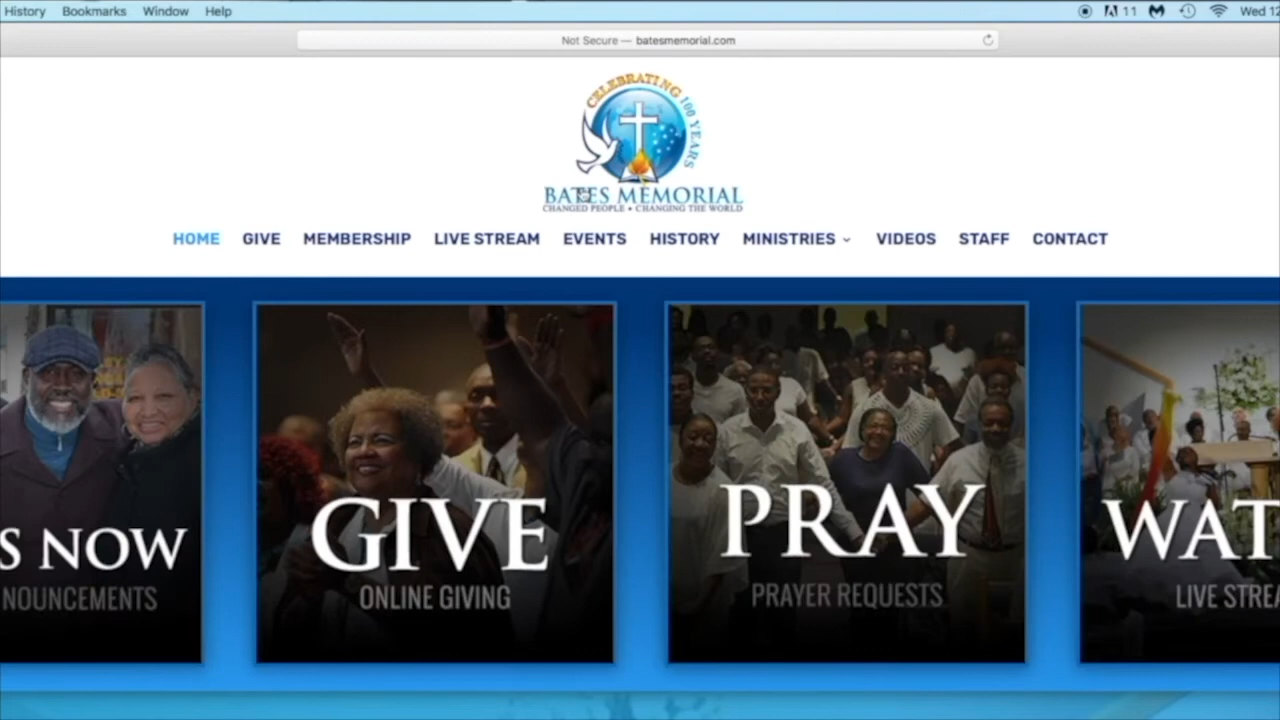 History Bookmarks Window Help
11 Wed 12
Not Secure — batesmemorial.com
CELEBRATING 100 YEARS
BATES MEMORIAL
CHANGED PEOPLE • CHANGING THE WORLD
HOME GIVE MEMBERSHIP LIVE STREAM EVENTS HISTORY MINISTRIES VIDEOS STAFF CONTACT
S NOW
NOUNCEMENTS
GIVE
ONLINE GIVING
PRAY
PRAYER REQUESTS
WAT
LIVE STREA